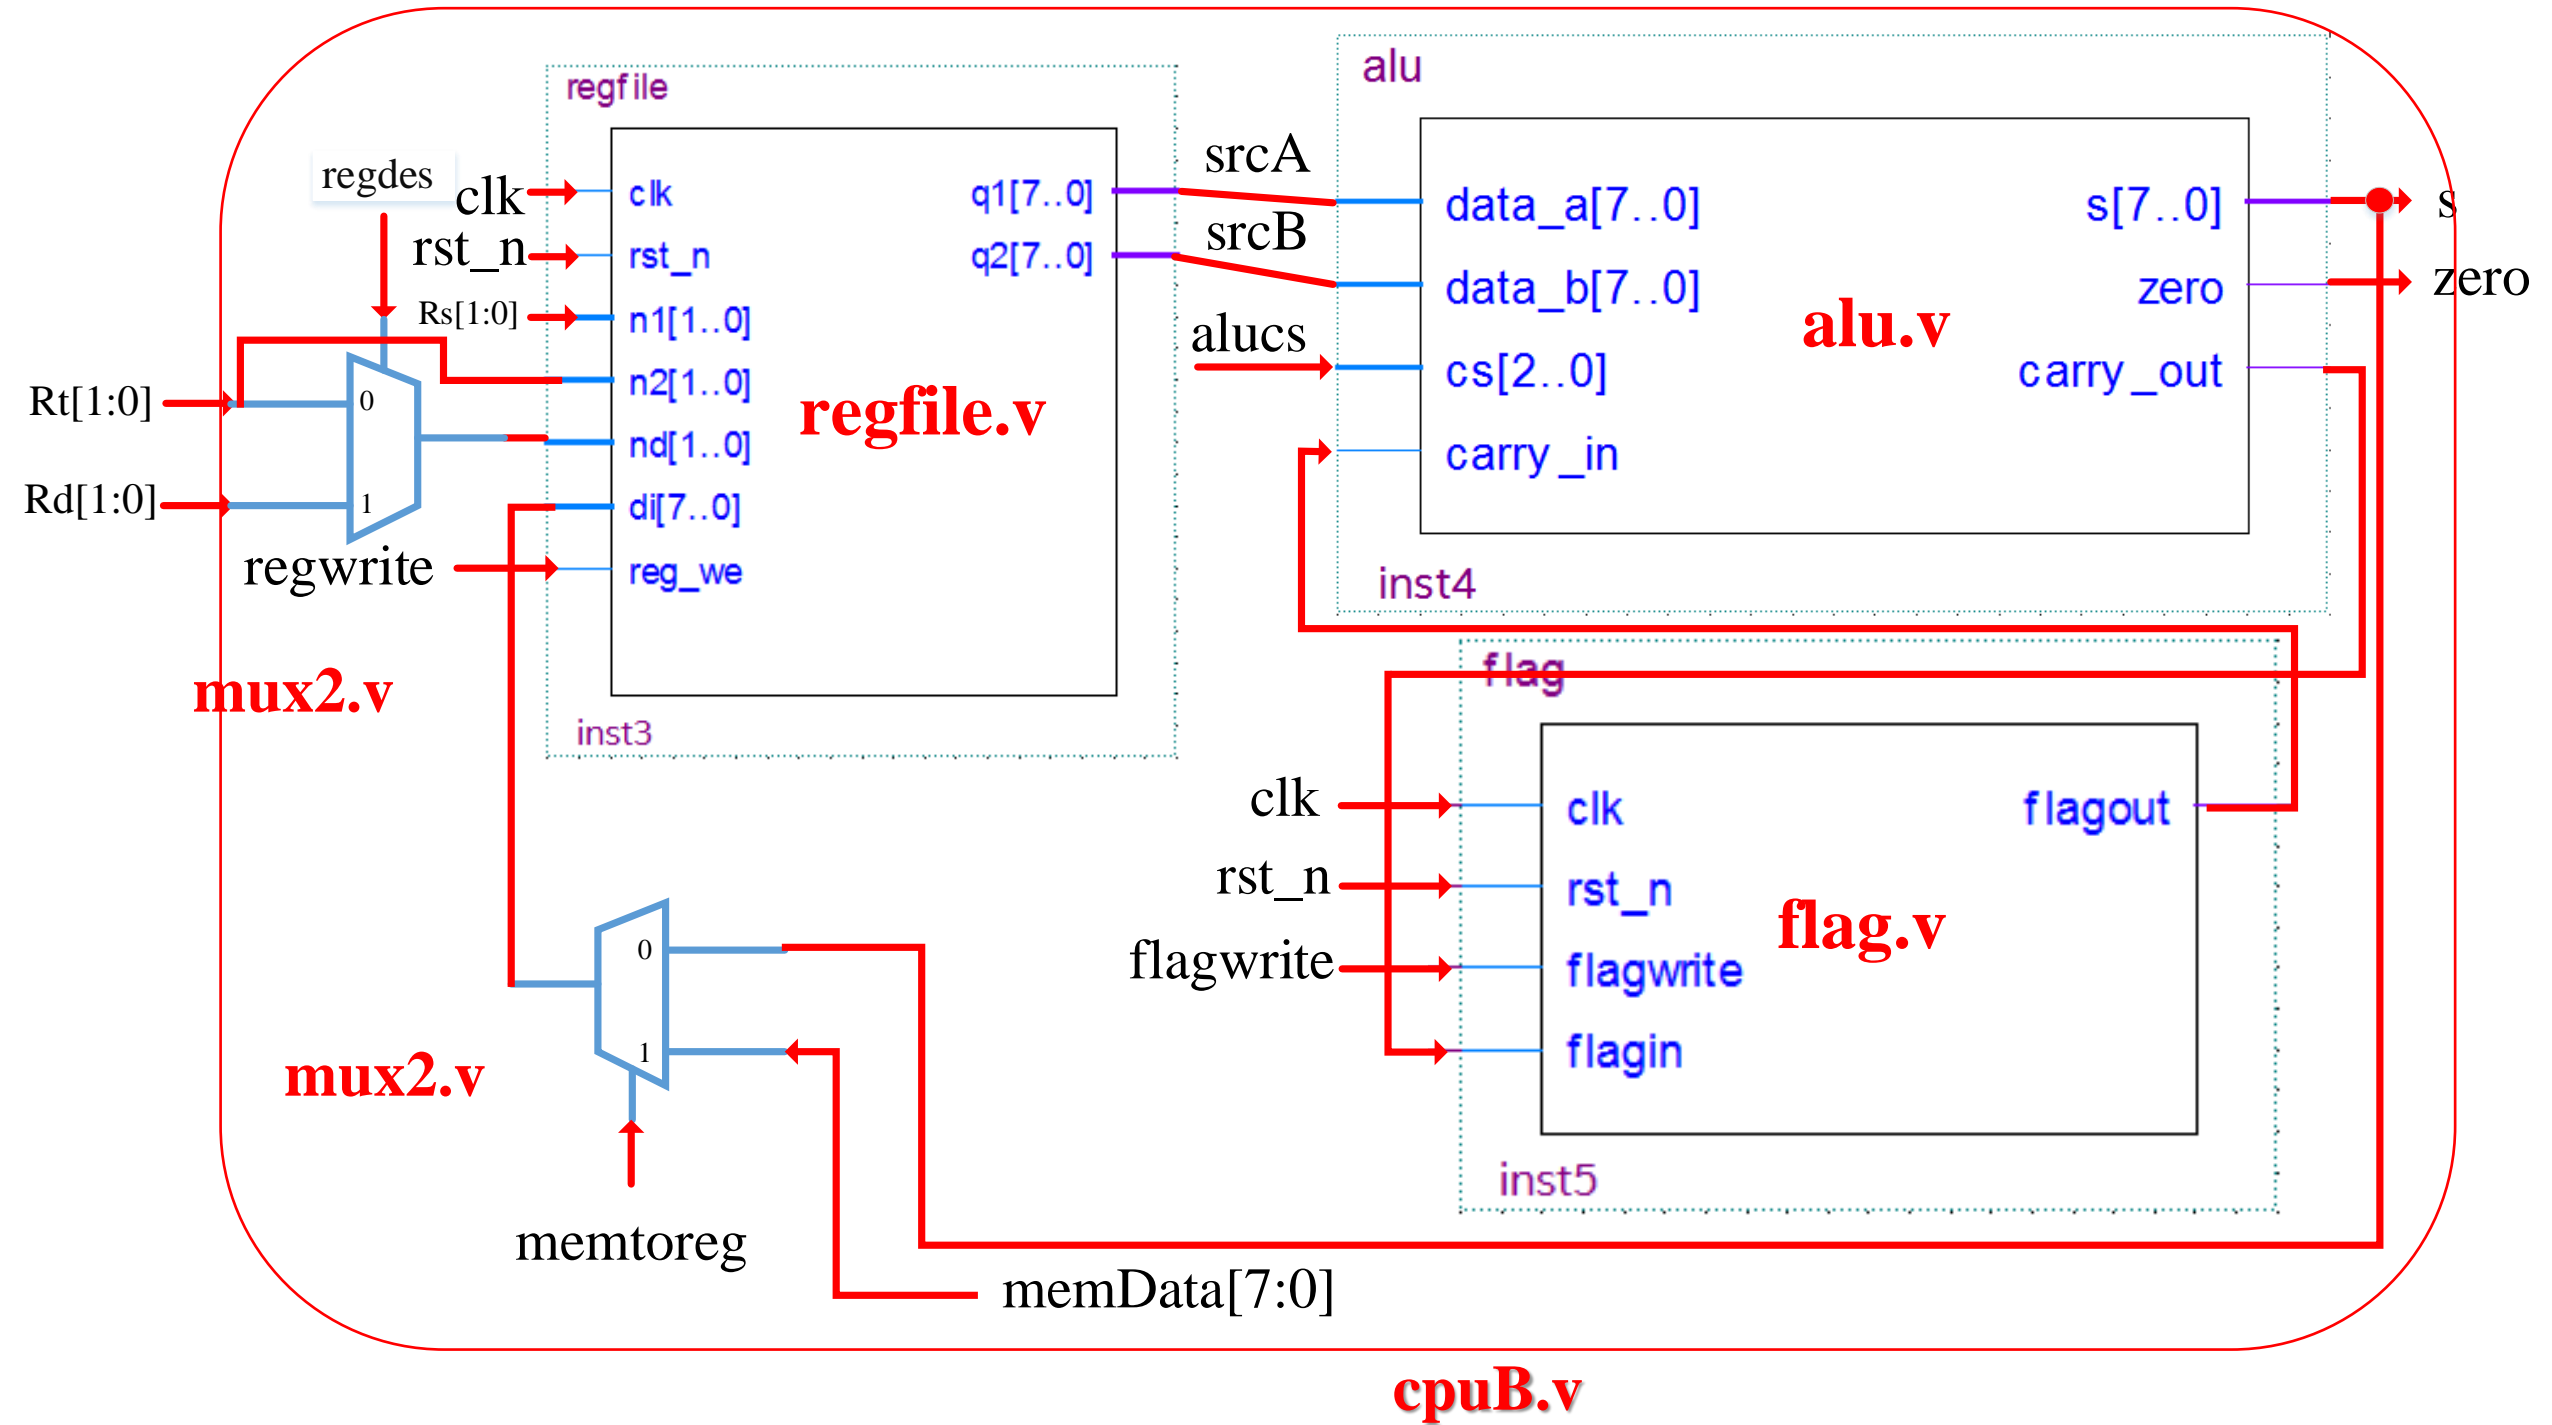 regfile
regdes
clk
rst_n
Rs[1:0]
Rt[1:0]
Rd[1:0]
0
1
regwrite
clk
rst_n
n1[1..0]
n2[1..0]
nd[1..0]
di[7..0]
reg_we
q1[7..0]
q2[7..0]
regfile.v
inst3
mux2.v
srcA
srcB
alucs
alu
data_a[7..0]
data_b[7..0]
cs[2..0]
carry_in
s[7..0]
zero
carry_out
alu.v
inst4
s
zero
flag
clk
rst_n
flagwrite
clk
rst_n
flagwrite
flagin
flagout
flag.v
inst5
0
1
mux2.v
memtoreg
memData[7:0]
cpuB.v